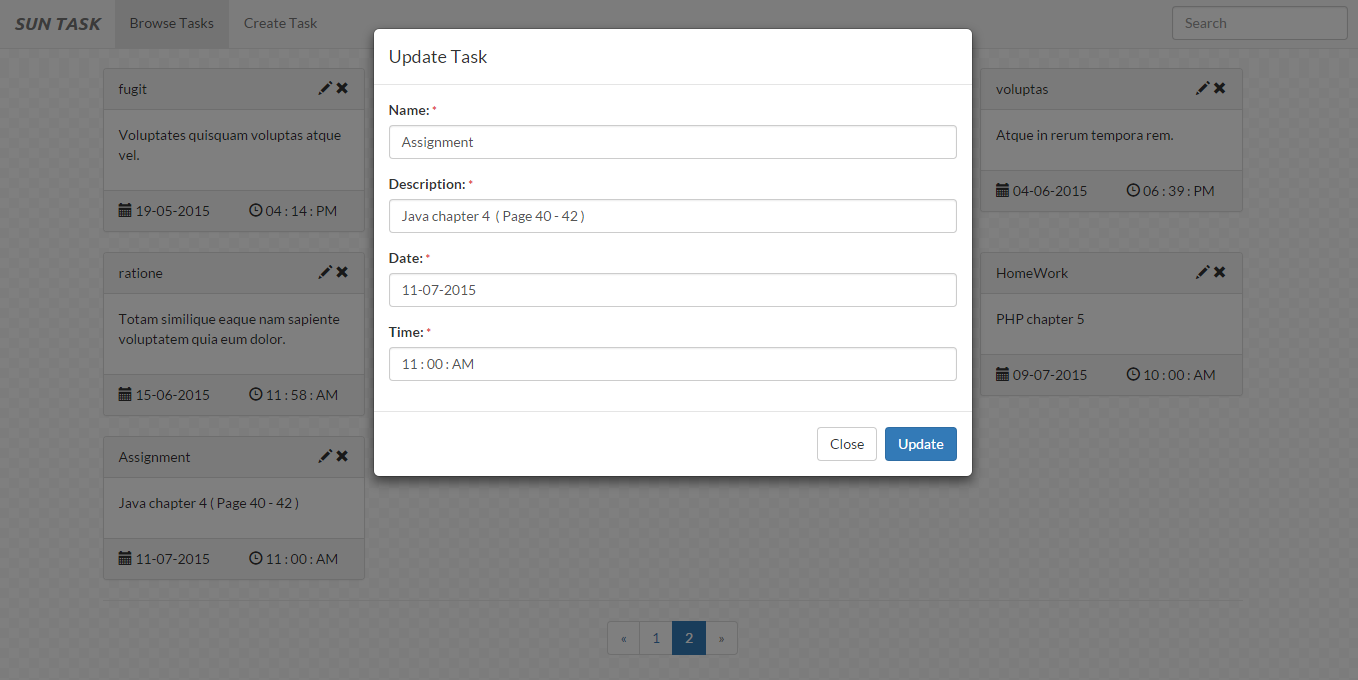 SUN TASK Browse Tasks Create Task Search
Update Task
Name: *
Assignment
Description: *
Java chapter 4 ( Page 40 - 42 )
Date: *
11-07-2015
Time: *
11 : 00 : AM
Close Update
fugit
Voluptates quisquam voluptas atque
vel.
19-05-2015 04 : 14 : PM
voluptas
Atque in rerum tempora rem.
04-06-2015 06 : 39 : PM
ratione
Totam similique eaque nam sapiente
voluptatem quia eum dolor.
15-06-2015 11 : 58 : AM
HomeWork
PHP chapter 5
09-07-2015 10 : 00 : AM
Assignment
Java chapter 4 ( Page 40 - 42 )
11-07-2015 11 : 00 : AM
« 1 2 »